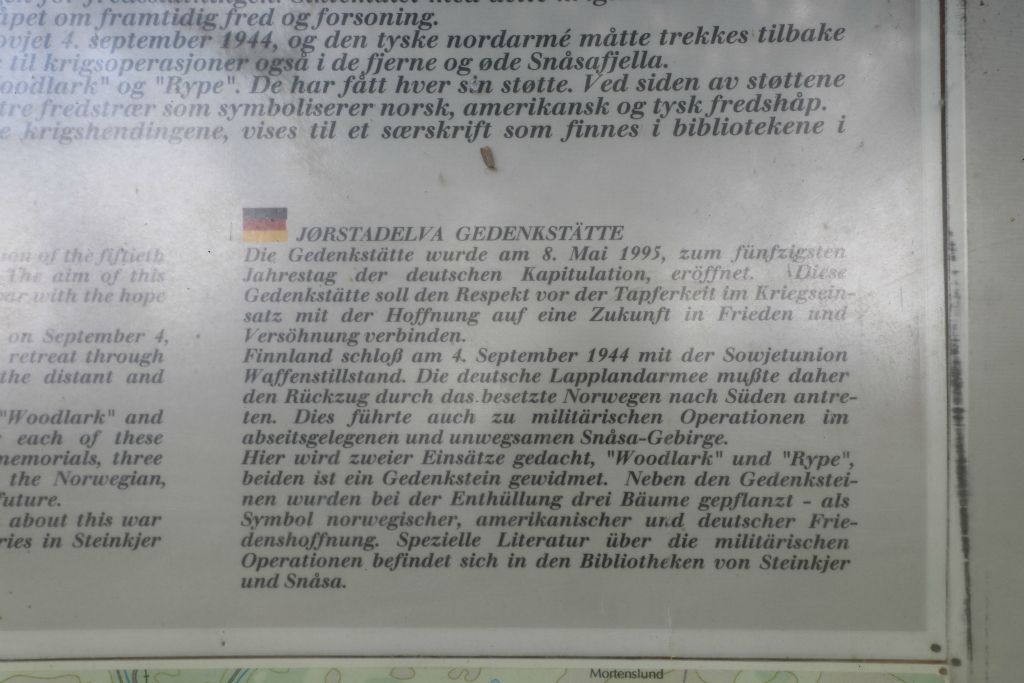 åpet om framtidig fred og forsoning.
ovjet 4. september 1944, og den tyske nordarmé måtte trekkes tilbake
til krigsoperasjoner også i de fjerne og øde Snåsafjella.
oodlark" og "Rype". De har fått hver sin støtte. Ved siden av støttene
tre fredstrær som symboliserer norsk, amerikansk og tysk fredshåp.
e krigshendingene, vises til et særskrift som finnes i bibliotekene i
ion of the fiftieth
The aim of this
war with the hope
on September 4,
retreat through
the distant and
"Woodlark" and
each of these
memorials, three
the Norwegian,
future.
about this war
ries in Steinkjer
JØRSTADELVA GEDENKSTÄTTE
Die Gedenkstätte wurde am 8. Mai 1995, zum fünfzigsten
Jahrestag der deutschen Kapitulation, eröffnet. Diese
Gedenkstätte soll den Respekt vor der Tapferkeit im Kriegsein-
satz mit der Hoffnung auf eine Zukunft in Frieden und
Versöhnung verbinden.
Finnland schloß am 4. September 1944 mit der Sowjetunion
Waffenstillstand. Die deutsche Lapplandarmee mußte daher
den Rückzug durch das besetzte Norwegen nach Süden antre-
ten. Dies führte auch zu militärischen Operationen im
abseitsgelegenen und unwegsamen Snåsa-Gebirge.
Hier wird zweier Einsätze gedacht, "Woodlark" und "Rype",
beiden ist ein Gedenkstein gewidmet. Neben den Gedenkstei-
nen wurden bei der Enthüllung drei Bäume gepflanzt - als
Symbol norwegischer, amerikanischer und deutscher Frie-
denshoffnung. Spezielle Literatur über die militärischen
Operationen befindet sich in den Bibliotheken von Steinkjer
und Snåsa.
Mortenslund